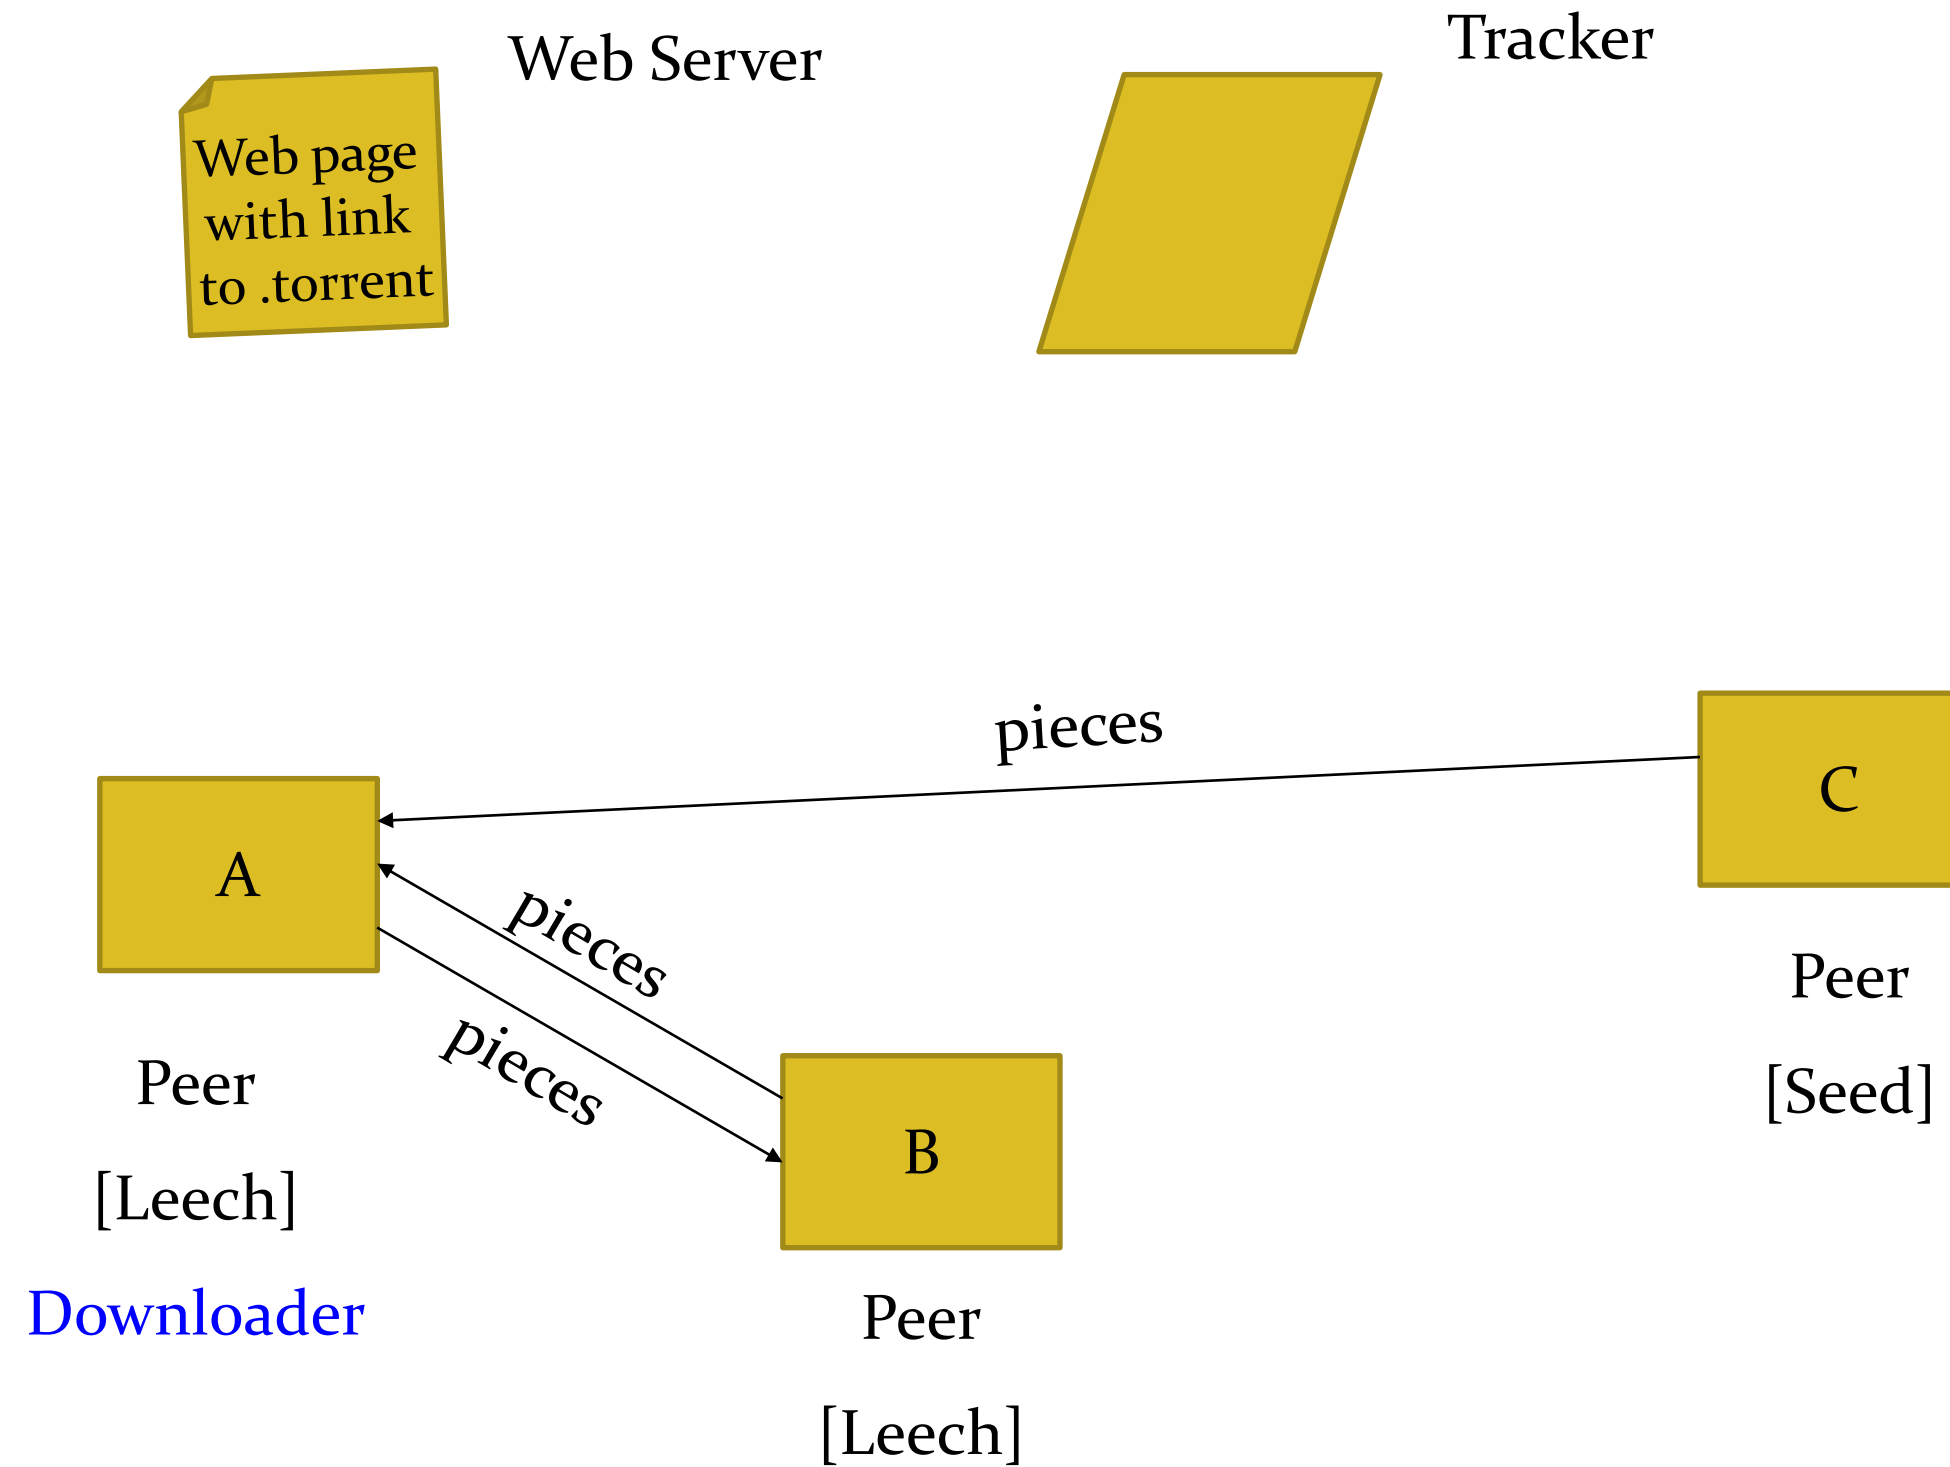 Web Server
Tracker
Web page
with link
to .torrent
pieces
C
A
pieces
pieces
Peer
[Seed]
Peer
[Leech]
Downloader
B
Peer
[Leech]